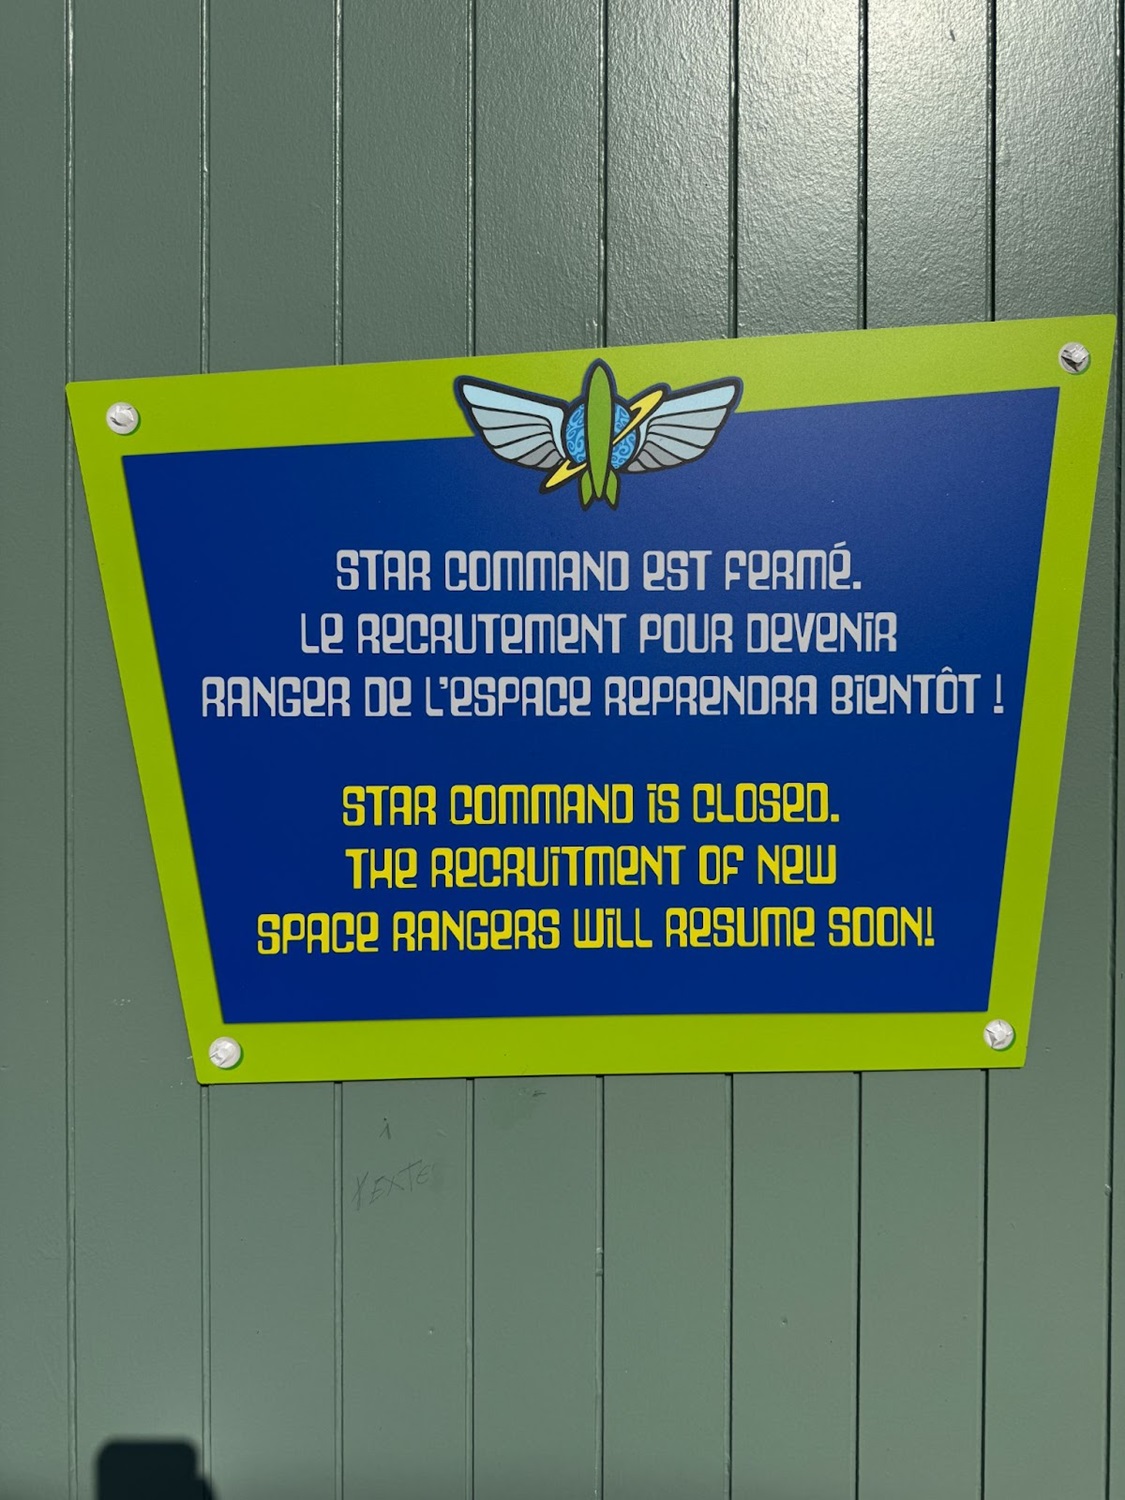 STAR COMMAND EST FERMÉ.
LE RECRUTEMENT POUR DEVENIR
RANGER DE L'ESPACE REPRENDRA BIENTÔT !
STAR COMMAND IS CLOSED.
THE RECRUITMENT OF NEW
SPACE RANGERS WILL RESUME SOON!